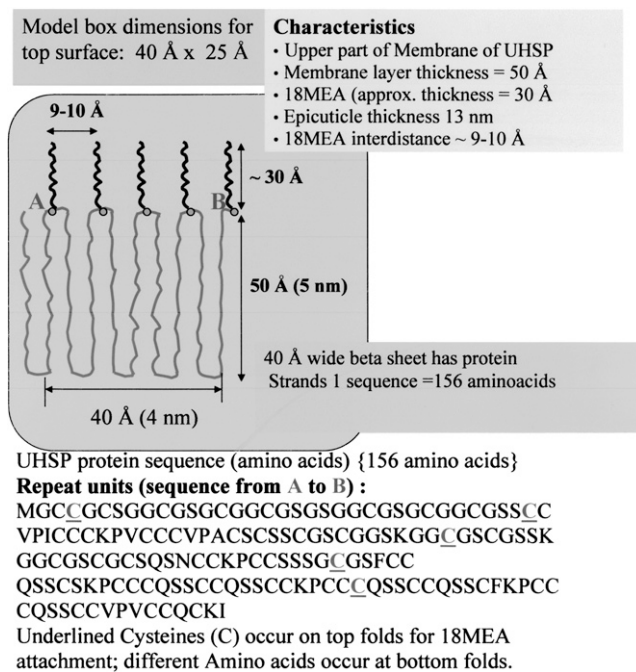 Model box dimensions for
top surface: 40 Å x 25 Å
Characteristics
· Upper part of Membrane of UHSP
· Membrane layer thickness = 50 Å
· 18MEA (approx. thickness = 30 Å
· Epicuticle thickness 13 nm
· 18MEA interdistance ~ 9-10 Å
9-10 Å
~ 30 Å
A
B
50 Å (5 nm)
40 Å wide beta sheet has protein
Strands 1 sequence =156 aminoacids
40 Å (4 nm)
UHSP protein sequence (amino acids) {156 amino acids}
Repeat units (sequence from A to B) :
MGCCGCSGGCGSGCGGCGSGSGGCGSGCGGCGSSCC
VPICCCKPVCCCVPACSCSSCGSCGGSKGGCGSCGSSK
GGCGSCGCSQSNCCKPCCSSSGCGSFCC
QSSCSKPCCCQSSCCQSSCCKPCCCQSSCCQSSCFKPCC
CQSSCCVPVCCQCKI
Underlined Cysteines (C) occur on top folds for 18MEA
attachment; different Amino acids occur at bottom folds.